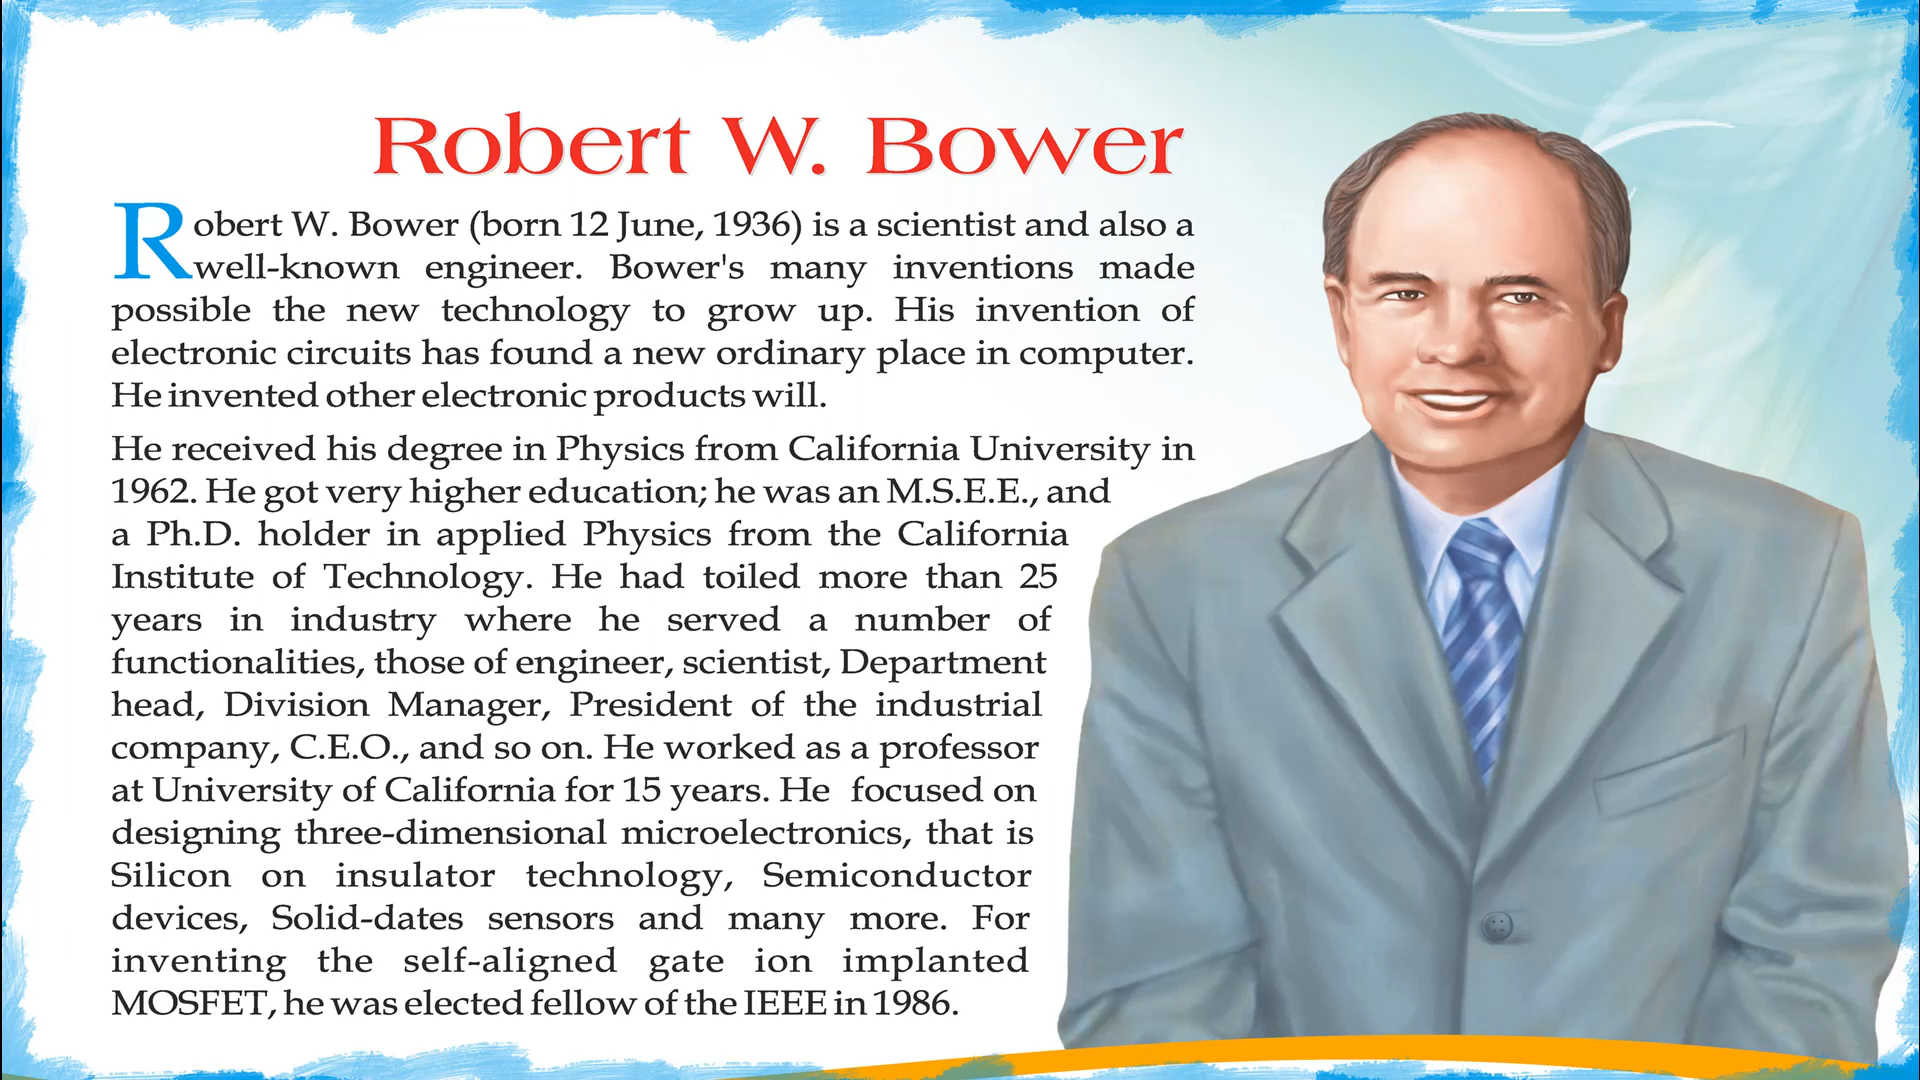 Robert W. Bower
Robert W. Bower (born 12 June, 1936) is a scientist and also a
well-known engineer. Bower's many inventions made
possible the new technology to grow up. His invention of
electronic circuits has found a new ordinary place in computer.
He invented other electronic products will.
He received his degree in Physics from California University in
1962. He got very higher education; he was an M.S.E.E., and
a Ph.D. holder in applied Physics from the California
Institute of Technology. He had toiled more than 25
years in industry where he served a number of
functionalities, those of engineer, scientist, Department
head, Division Manager, President of the industrial
company, C.E.O., and so on. He worked as a professor
at University of California for 15 years. He focused on
designing three-dimensional microelectronics, that is
Silicon on insulator technology, Semiconductor
devices, Solid-dates sensors and many more. For
inventing the self-aligned gate ion implanted
MOSFET, he was elected fellow of the IEEE in 1986.